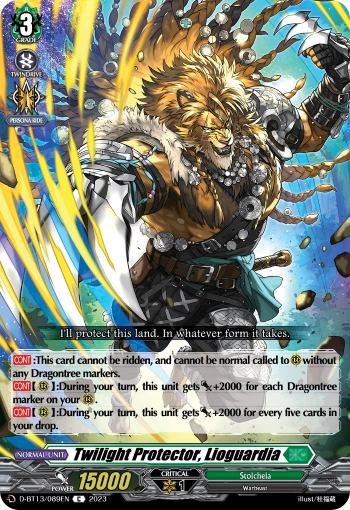 3
GRADE
TWINDRIVE
PERSONA RIDE
I'll protect this land. In whatever form it takes.
CONT:This card cannot be ridden, and cannot be normal called to without
any Dragontree markers.
CONT【 】:During your turn, this unit gets +2000 for each Dragontree
marker on your .
CONT【 】:During your turn, this unit gets +2000 for every five cards in
your drop.
NORMAL UNIT Twilight Protector, Lioguardia
POWER 15000 CRITICAL 1 Stoicheia
Warbeast
D-BT13/089EN C 2023 illust/桂福蔵